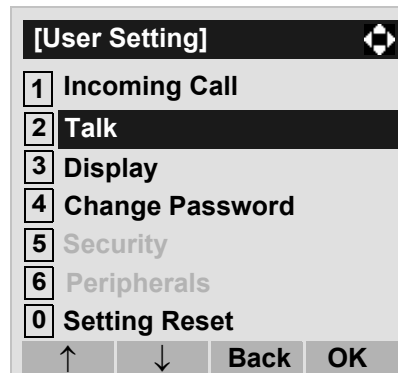 [User Setting]
1 Incoming Call
2 Talk
3 Display
4 Change Password
5 Security
6 Peripherals
0 Setting Reset
↑ ↓ Back OK